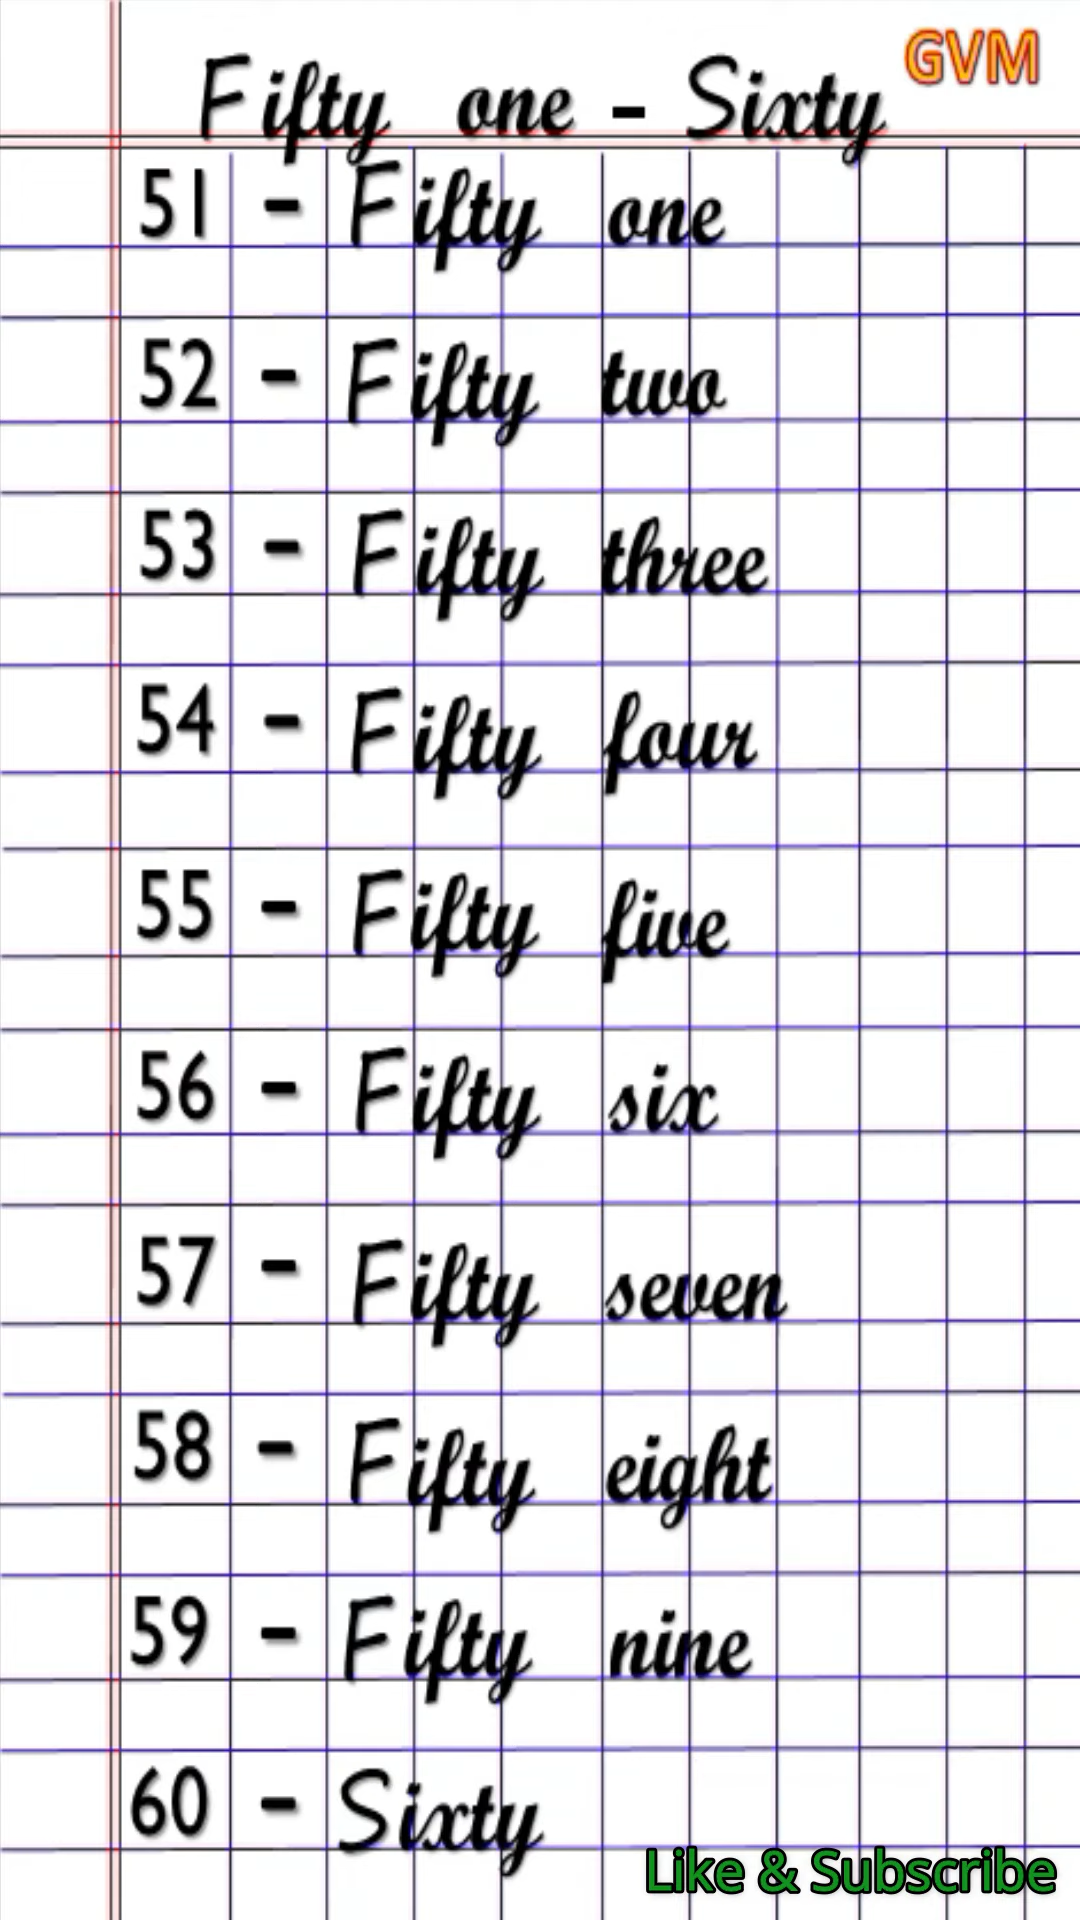 GVM
Fifty one - Sixty
51 - Fifty one
52 - Fifty two
53 - Fifty three
54 - Fifty four
55 - Fifty five
56 - Fifty six
57 - Fifty seven
58 - Fifty eight
59 - Fifty nine
60 - Sixty
Like & Subscribe